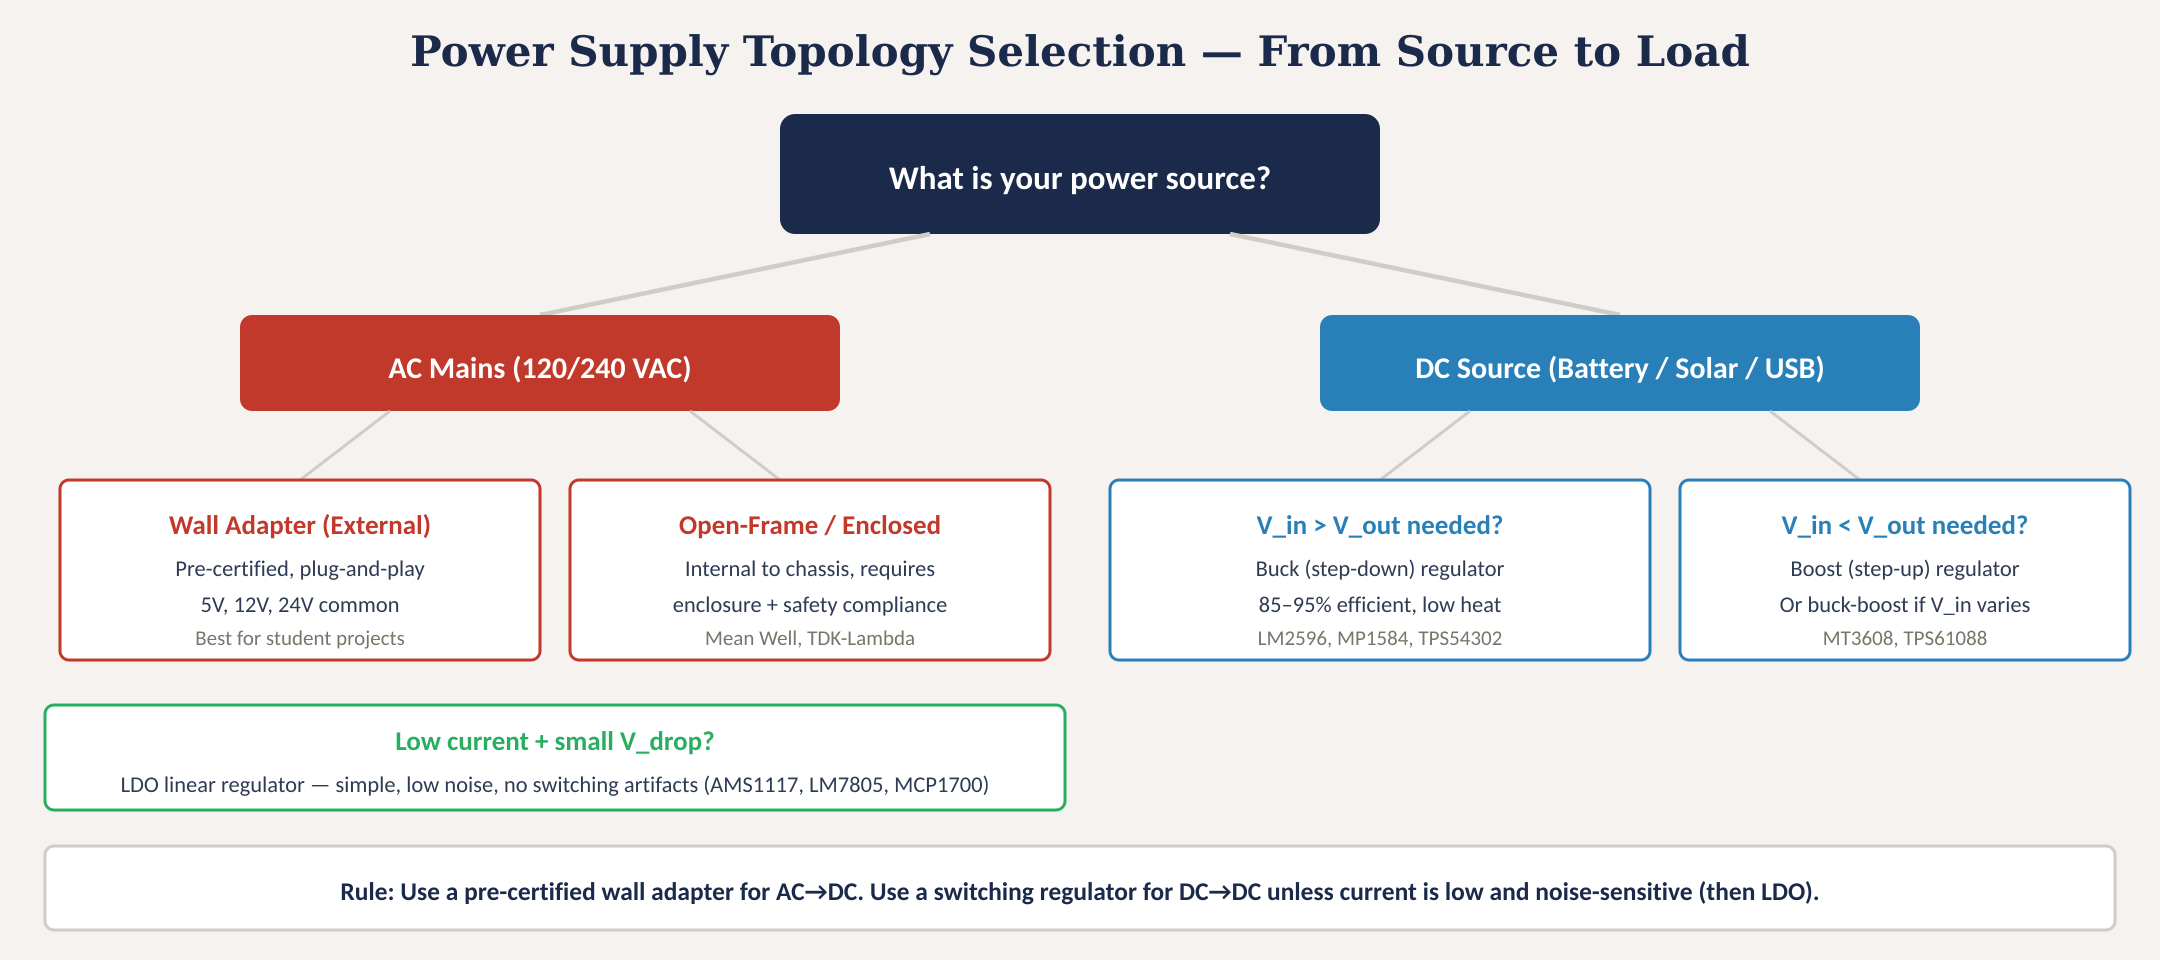 Power Supply Topology Selection — From Source to Load
What is your power source?
AC Mains (120/240 VAC)
DC Source (Battery / Solar / USB)
Wall Adapter (External)
Pre-certified, plug-and-play
5V, 12V, 24V common
Best for student projects
Open-Frame / Enclosed
Internal to chassis, requires
enclosure + safety compliance
Mean Well, TDK-Lambda
V_in > V_out needed?
Buck (step-down) regulator
85–95% efficient, low heat
LM2596, MP1584, TPS54302
V_in < V_out needed?
Boost (step-up) regulator
Or buck-boost if V_in varies
MT3608, TPS61088
Low current + small V_drop?
LDO linear regulator — simple, low noise, no switching artifacts (AMS1117, LM7805, MCP1700)
Rule: Use a pre-certified wall adapter for AC→DC. Use a switching regulator for DC→DC unless current is low and noise-sensitive (then LDO).